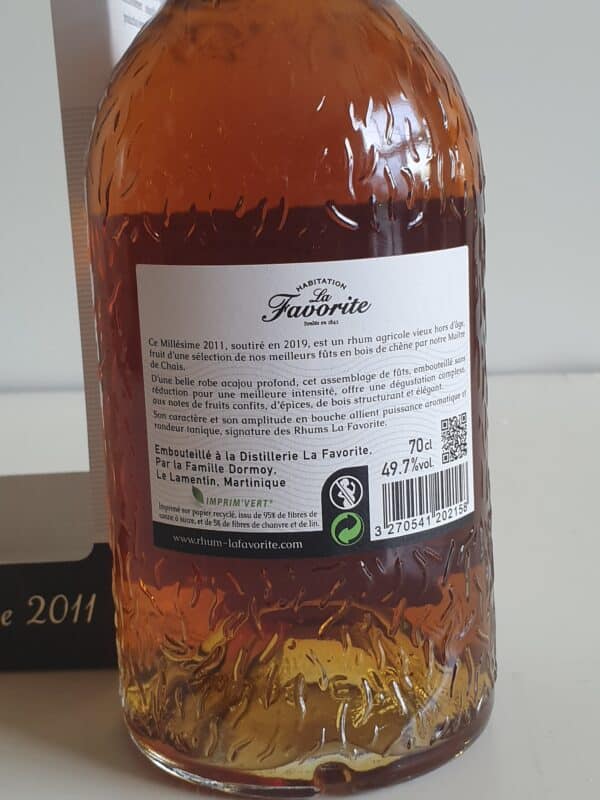 HABITATION
La
Favorite
fondée en 1842
Ce Millésime 2011, soutiré en 2019, est un rhum agricole vieux hors d'âge,
fruit d'une sélection de nos meilleurs fûts en bois de chêne par notre Maître
de Chais.
D'une belle robe acajou profond, cet assemblage de fûts, embouteillé sans
réduction pour une meilleure intensité, offre une dégustation complexe,
aux notes de fruits confits, d'épices, de bois structurant et élégant.
Son caractère et son amplitude en bouche allient puissance aromatique et
rondeur tanique, signature des Rhums La Favorite.
Embouteillé à la Distillerie La Favorite,
Par la Famille Dormoy,
Le Lamentin, Martinique
70cl
49.7%vol.
IMPRIM'VERT®
Imprimé sur papier recyclé, issu de 95% de fibres de
canne à sucre, et de 5% de fibres de chanvre et de lin.
3 270541 202158
www.rhum-lafavorite.com
e 2011